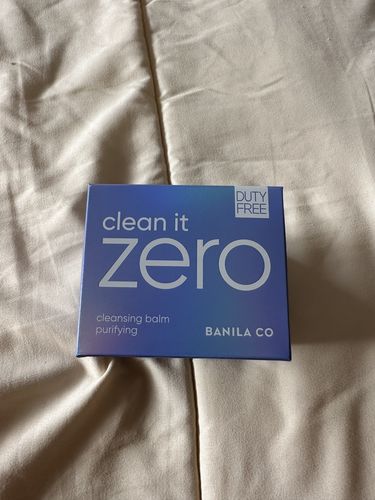 DUTY
FREE
clean it
zero
cleansing balm
purifying
BANILA CO